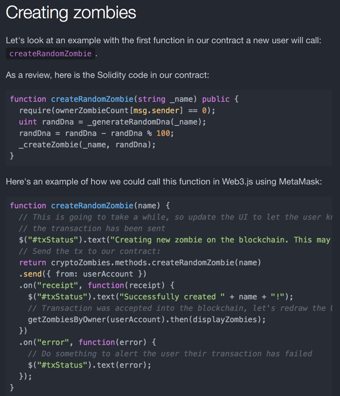 Creating zombies
Let's look at an example with the first function in our contract a new user will call:
createRandomZombie .
As a review, here is the Solidity code in our contract:
function createRandomZombie(string _name) public {
require(ownerZombieCount[msg.sender] == 0);
uint randDna = _generateRandomDna(_name);
randDna = randDna - randDna % 100;
_createZombie(_name, randDna);
}
Here's an example of how we could call this function in Web3.js using MetaMask:
function createRandomZombie(name) {
// This is going to take a while, so update the UI to let the user
// the transaction has been sent
$("#txStatus").text("Creating new zombie on the blockchain. This may
// Send the tx to our contract:
return cryptoZombies.methods.createRandomZombie(name)
.send({ from: userAccount })
.on("receipt", function(receipt) {
$("#txStatus").text("Successfully created " + name + "!");
// Transaction was accepted into the blockchain, let's redraw the
getZombiesByOwner(userAccount).then(displayZombies);
})
.on("error", function(error) {
// Do something to alert the user their transaction has failed
$("#txStatus").text(error);
});
}